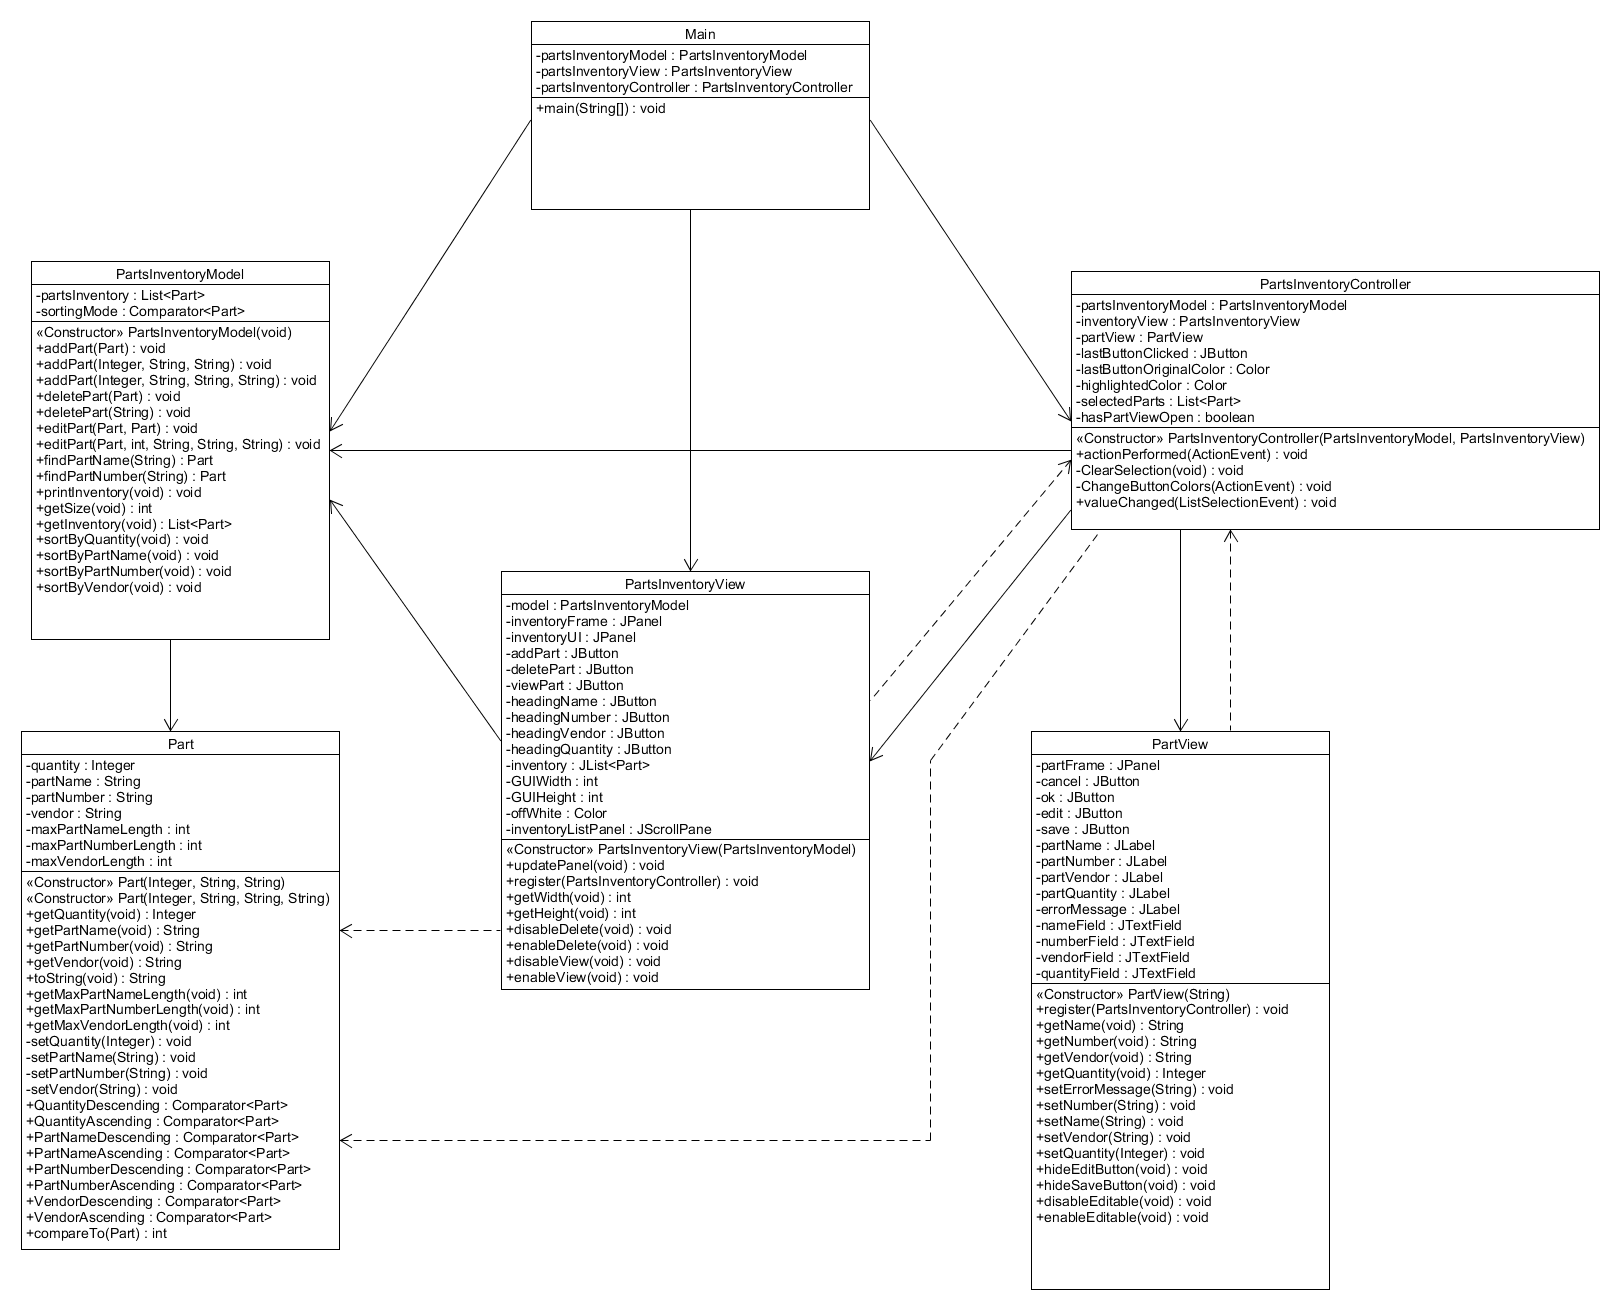 Main
-partsInventoryModel : PartsInventoryModel
-partsInventoryView : PartsInventoryView
-partsInventoryController : PartsInventoryController
+main(String[]) : void
PartsInventoryModel
-partsInventory : List<Part>
-sortingMode : Comparator<Part>
«Constructor» PartsInventoryModel(void)
+addPart(Part) : void
+addPart(Integer, String, String) : void
+addPart(Integer, String, String, String) : void
+deletePart(Part) : void
+deletePart(String) : void
+editPart(Part, Part) : void
+editPart(Part, int, String, String, String) : void
+findPartName(String) : Part
+findPartNumber(String) : Part
+printInventory(void) : void
+getSize(void) : int
+getInventory(void) : List<Part>
+sortByQuantity(void) : void
+sortByPartName(void) : void
+sortByPartNumber(void) : void
+sortByVendor(void) : void
PartsInventoryController
-partsInventoryModel : PartsInventoryModel
-inventoryView : PartsInventoryView
-partView : PartView
-lastButtonClicked : JButton
-lastButtonOriginalColor : Color
-highlightedColor : Color
-selectedParts : List<Part>
-hasPartViewOpen : boolean
«Constructor» PartsInventoryController(PartsInventoryModel, PartsInventoryView)
+actionPerformed(ActionEvent) : void
-ClearSelection(void) : void
-ChangeButtonColors(ActionEvent) : void
+valueChanged(ListSelectionEvent) : void
PartsInventoryView
-model : PartsInventoryModel
-inventoryFrame : JPanel
-inventoryUI : JPanel
-addPart : JButton
-deletePart : JButton
-viewPart : JButton
-headingName : JButton
-headingNumber : JButton
-headingVendor : JButton
-headingQuantity : JButton
-inventory : JList<Part>
-GUIWidth : int
-GUIHeight : int
-offWhite : Color
-inventoryListPanel : JScrollPane
«Constructor» PartsInventoryView(PartsInventoryModel)
+updatePanel(void) : void
+register(PartsInventoryController) : void
+getWidth(void) : int
+getHeight(void) : int
+disableDelete(void) : void
+enableDelete(void) : void
+disableView(void) : void
+enableView(void) : void
Part
-quantity : Integer
-partName : String
-partNumber : String
-vendor : String
-maxPartNameLength : int
-maxPartNumberLength : int
-maxVendorLength : int
«Constructor» Part(Integer, String, String)
«Constructor» Part(Integer, String, String, String)
+getQuantity(void) : Integer
+getPartName(void) : String
+getPartNumber(void) : String
+getVendor(void) : String
+toString(void) : String
+getMaxPartNameLength(void) : int
+getMaxPartNumberLength(void) : int
+getMaxVendorLength(void) : int
-setQuantity(Integer) : void
-setPartName(String) : void
-setPartNumber(String) : void
-setVendor(String) : void
+QuantityDescending : Comparator<Part>
+QuantityAscending : Comparator<Part>
+PartNameDescending : Comparator<Part>
+PartNameAscending : Comparator<Part>
+PartNumberDescending : Comparator<Part>
+PartNumberAscending : Comparator<Part>
+VendorDescending : Comparator<Part>
+VendorAscending : Comparator<Part>
+compareTo(Part) : int
PartView
-partFrame : JPanel
-cancel : JButton
-ok : JButton
-edit : JButton
-save : JButton
-partName : JLabel
-partNumber : JLabel
-partVendor : JLabel
-partQuantity : JLabel
-errorMessage : JLabel
-nameField : JTextField
-numberField : JTextField
-vendorField : JTextField
-quantityField : JTextField
«Constructor» PartView(String)
+register(PartsInventoryController) : void
+getName(void) : String
+getNumber(void) : String
+getVendor(void) : String
+getQuantity(void) : Integer
+setErrorMessage(String) : void
+setNumber(String) : void
+setName(String) : void
+setVendor(String) : void
+setQuantity(Integer) : void
+hideEditButton(void) : void
+hideSaveButton(void) : void
+disableEditable(void) : void
+enableEditable(void) : void